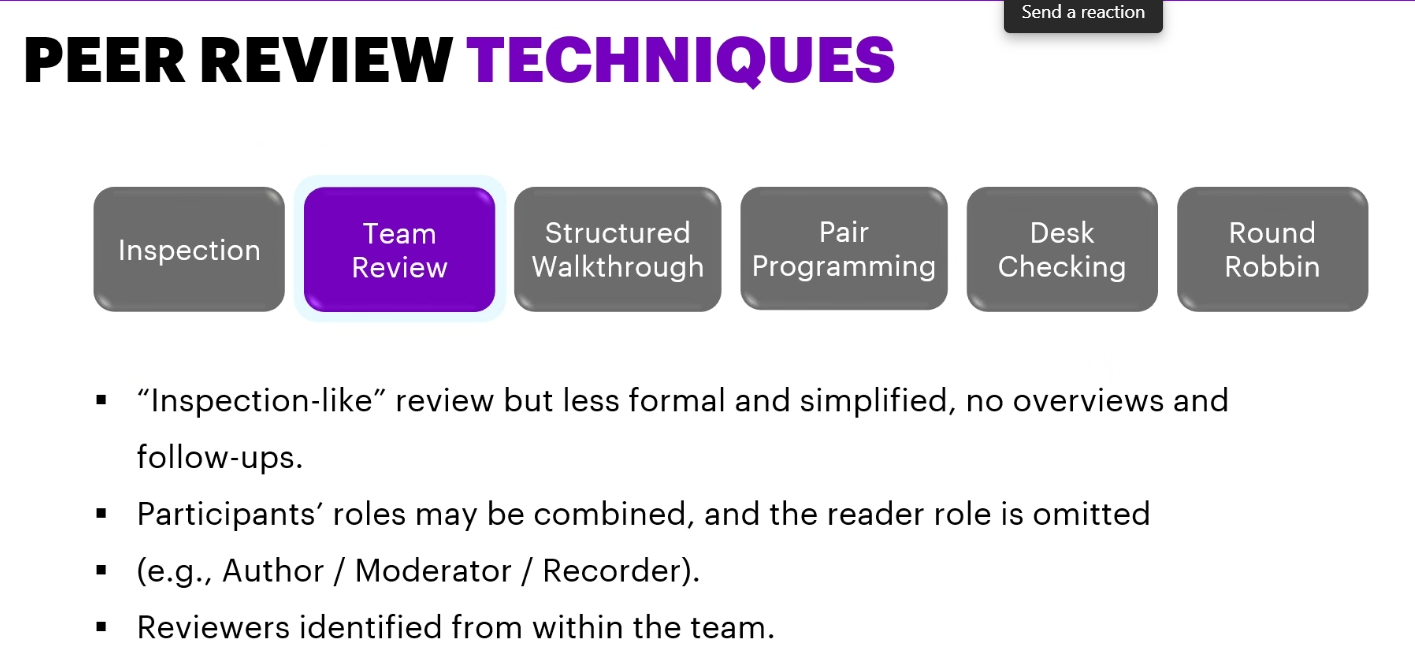 Send a reaction
PEER REVIEW TECHNIQUES
Inspection
Team
Review
Structured
Walkthrough
Pair
Programming
Desk
Checking
Round
Robbin
▪ “Inspection-like” review but less formal and simplified, no overviews and
follow-ups.
▪ Participants’ roles may be combined, and the reader role is omitted
▪ (e.g., Author / Moderator / Recorder).
▪ Reviewers identified from within the team.